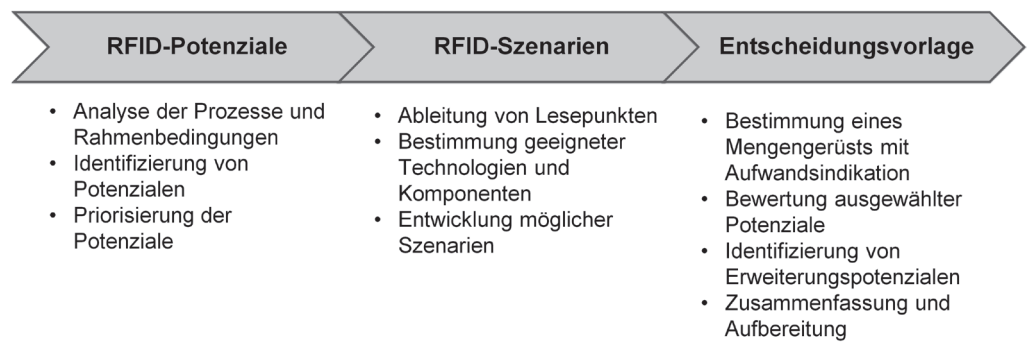 RFID-Potenziale
• Analyse der Prozesse und
Rahmenbedingungen
• Identifizierung von
Potenzialen
• Priorisierung der
Potenziale
RFID-Szenarien
• Ableitung von Lesepunkten
• Bestimmung geeigneter
Technologien und
Komponenten
• Entwicklung möglicher
Szenarien
Entscheidungsvorlage
• Bestimmung eines
Mengengerüsts mit
Aufwandsindikation
• Bewertung ausgewählter
Potenziale
• Identifizierung von
Erweiterungspotenzialen
• Zusammenfassung und
Aufbereitung